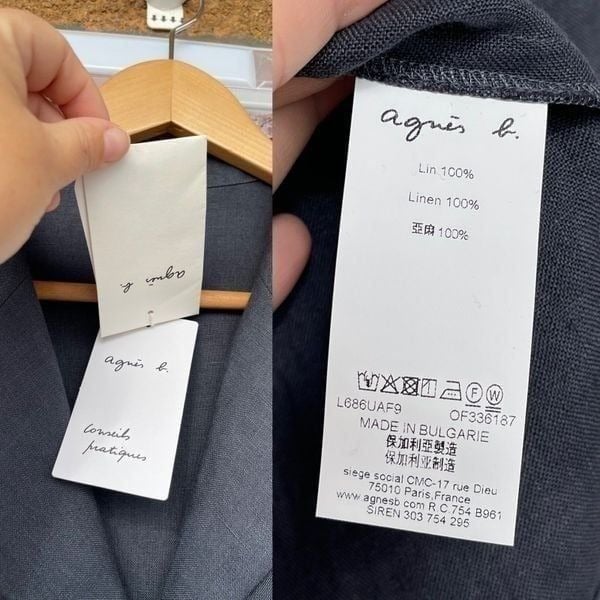 agnès b.
agnès b.
conseils
pratiques
agnès b.
Lin 100%
Linen 100%
亞麻 100%
F W
L686UAF9 OF336187
MADE IN BULGARIE
保加利亞製造
保加利亚制造
siege social CMC-17 rue Dieu
75010 Paris,France
www.agnesb.com R.C.754 B961
SIREN 303 754 295